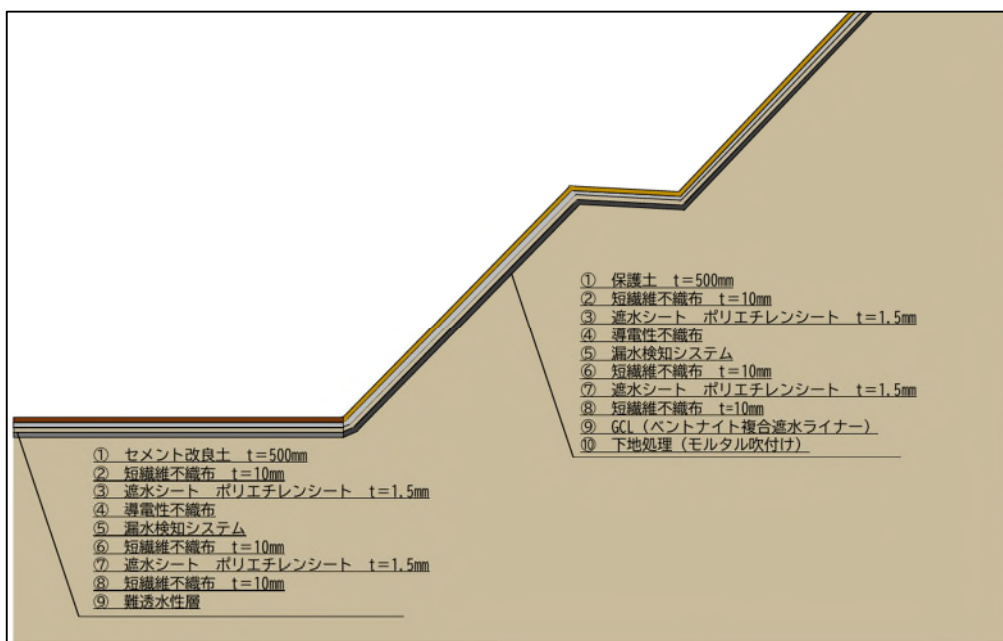 ① 保護土 t=500mm
② 短繊維不織布 t=10mm
③ 遮水シート ポリエチレンシート t=1.5mm
④ 導電性不織布
⑤ 漏水検知システム
⑥ 短繊維不織布 t=10mm
⑦ 遮水シート ポリエチレンシート t=1.5mm
⑧ 短繊維不織布 t=10mm
⑨ GCL(ベントナイト複合遮水ライナー)
⑩ 下地処理(モルタル吹付け)
① セメント改良土 t=500mm
② 短繊維不織布 t=10mm
③ 遮水シート ポリエチレンシート t=1.5mm
④ 導電性不織布
⑤ 漏水検知システム
⑥ 短繊維不織布 t=10mm
⑦ 遮水シート ポリエチレンシート t=1.5mm
⑧ 短繊維不織布 t=10mm
⑨ 難透水性層